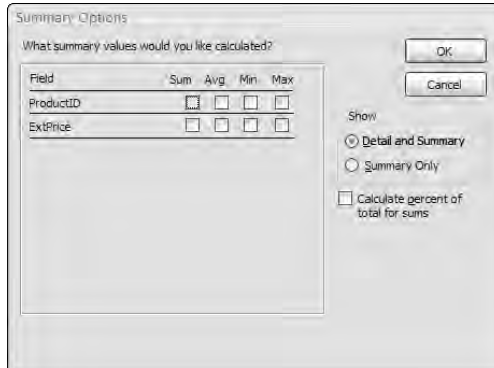 Summary Options
What summary values would you like calculated?
OK
Cancel
Field Sum Avg Min Max
ProductID
ExtPrice
Show
Detail and Summary
Summary Only
Calculate percent of
total for sums